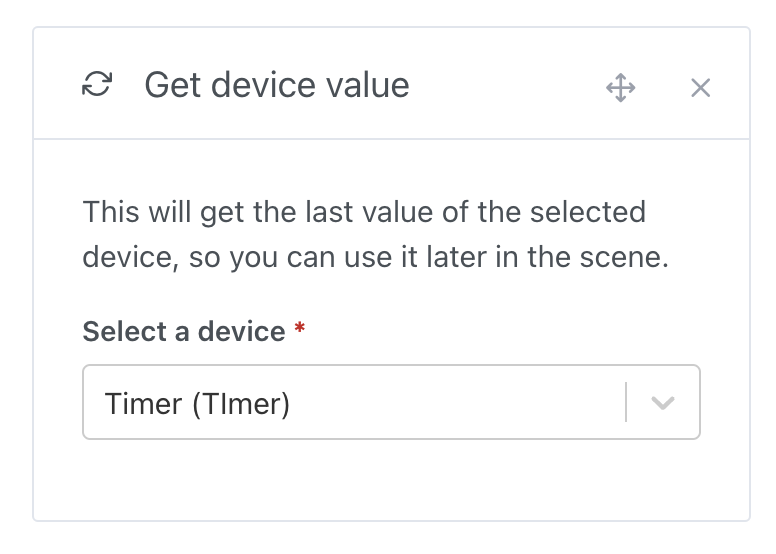 Get device value
This will get the last value of the selected
device, so you can use it later in the scene.
Select a device *
Timer (TImer)